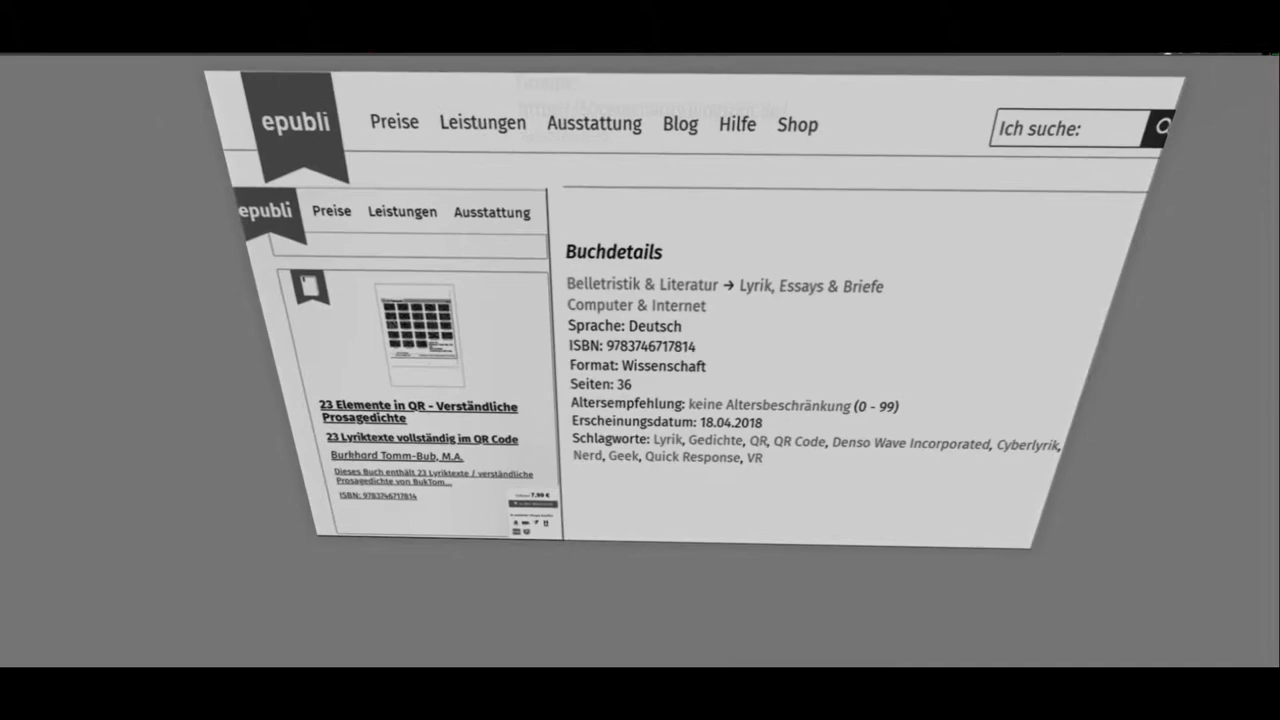 epubli
Preise Leistungen Ausstattung Blog Hilfe Shop
Ich suche:
epubli
Preise Leistungen Ausstattung
23 Elemente in QR - Verständliche
Prosagedichte
23 Lyriktexte vollständig im QR Code
Burkhard Tomm-Bub, M.A.
Dieses Buch enthält 23 Lyriktexte / verständliche
Prosagedichte von BukTom...
ISBN: 9783746717814
7,99 €
Buchdetails
Belletristik & Literatur → Lyrik, Essays & Briefe
Computer & Internet
Sprache: Deutsch
ISBN: 9783746717814
Format: Wissenschaft
Seiten: 36
Altersempfehlung: keine Altersbeschränkung (0 - 99)
Erscheinungsdatum: 18.04.2018
Schlagworte: Lyrik, Gedichte, QR, QR Code, Denso Wave Incorporated, Cyberlyrik,
Nerd, Geek, Quick Response, VR